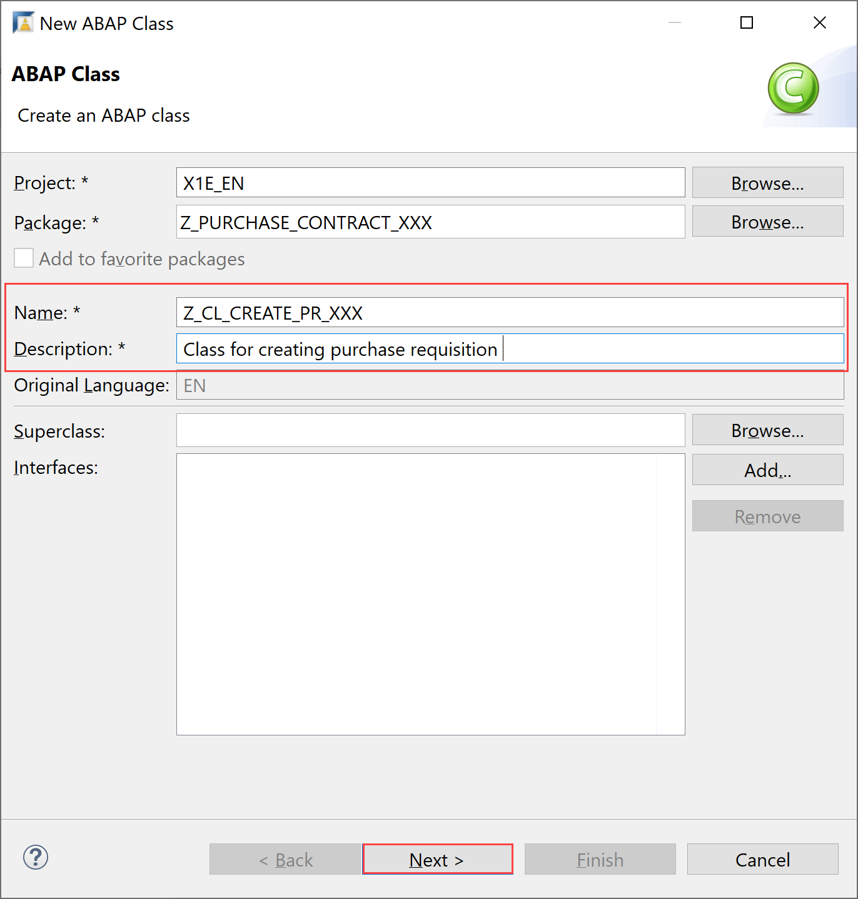 New ABAP Class
ABAP Class
Create an ABAP class
Project: * X1E_EN Browse...
Package: * Z_PURCHASE_CONTRACT_XXX Browse...
Add to favorite packages
Name: * Z_CL_CREATE_PR_XXX
Description: * Class for creating purchase requisition
Original Language: EN
Superclass: Browse...
Interfaces: Add...
Remove
? < Back Next > Finish Cancel